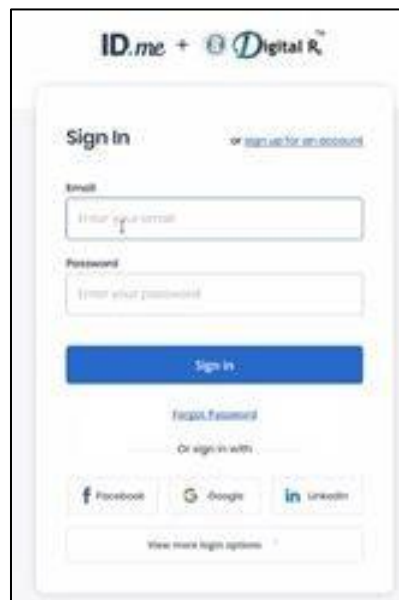 ID.me + Digital Rx™
Sign In or sign up for an account
Email
Enter your email
Password
Enter your password
Sign in
Forgot Password
Or sign in with
Facebook Google LinkedIn
View more login options